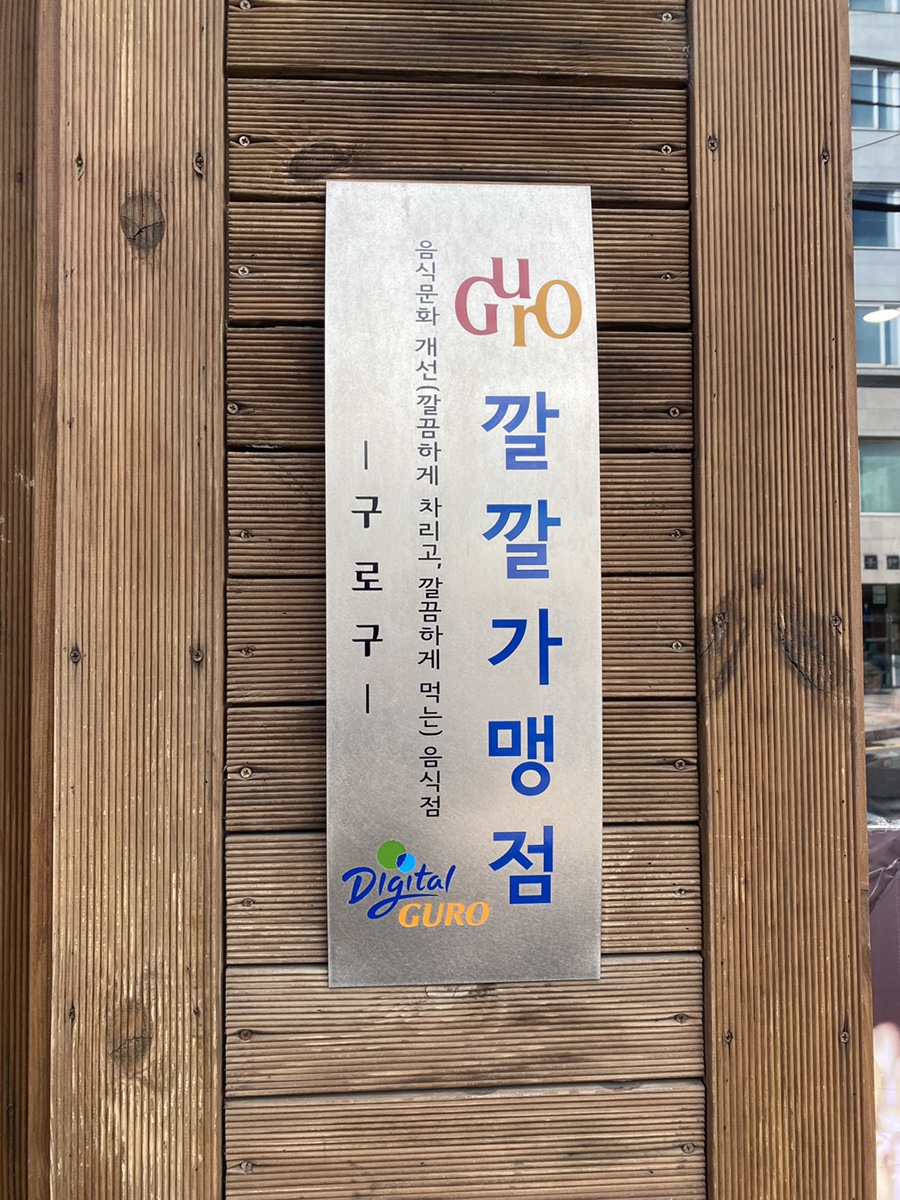 Guro
깔깔가맹점
음식문화 개선(깔끔하게 차리고, 깔끔하게 먹는) 음식점
| 구로구 |
Digital
GURO